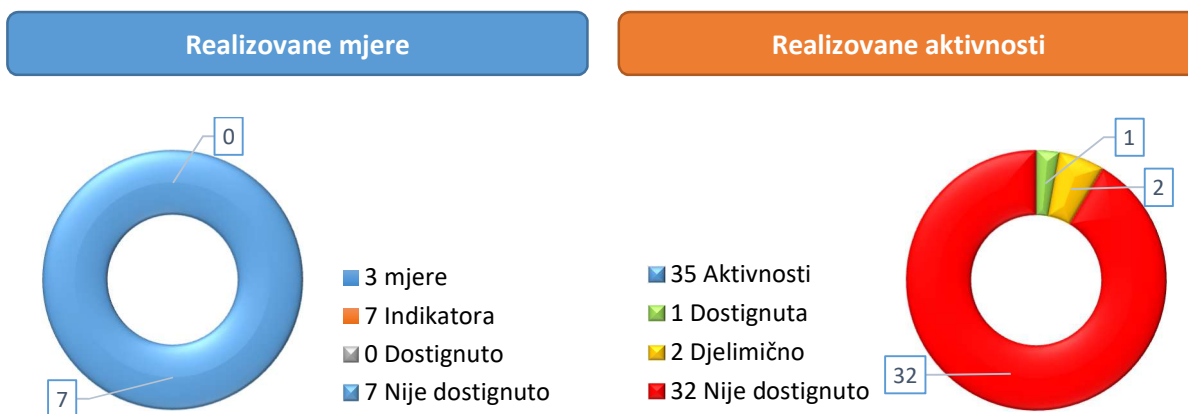 Realizovane mjere
0
7
3 mjere
7 Indikatora
0 Dostignuto
7 Nije dostignuto
Realizovane aktivnosti
1
2
32
35 Aktivnosti
1 Dostignuta
2 Djelimično
32 Nije dostignuto